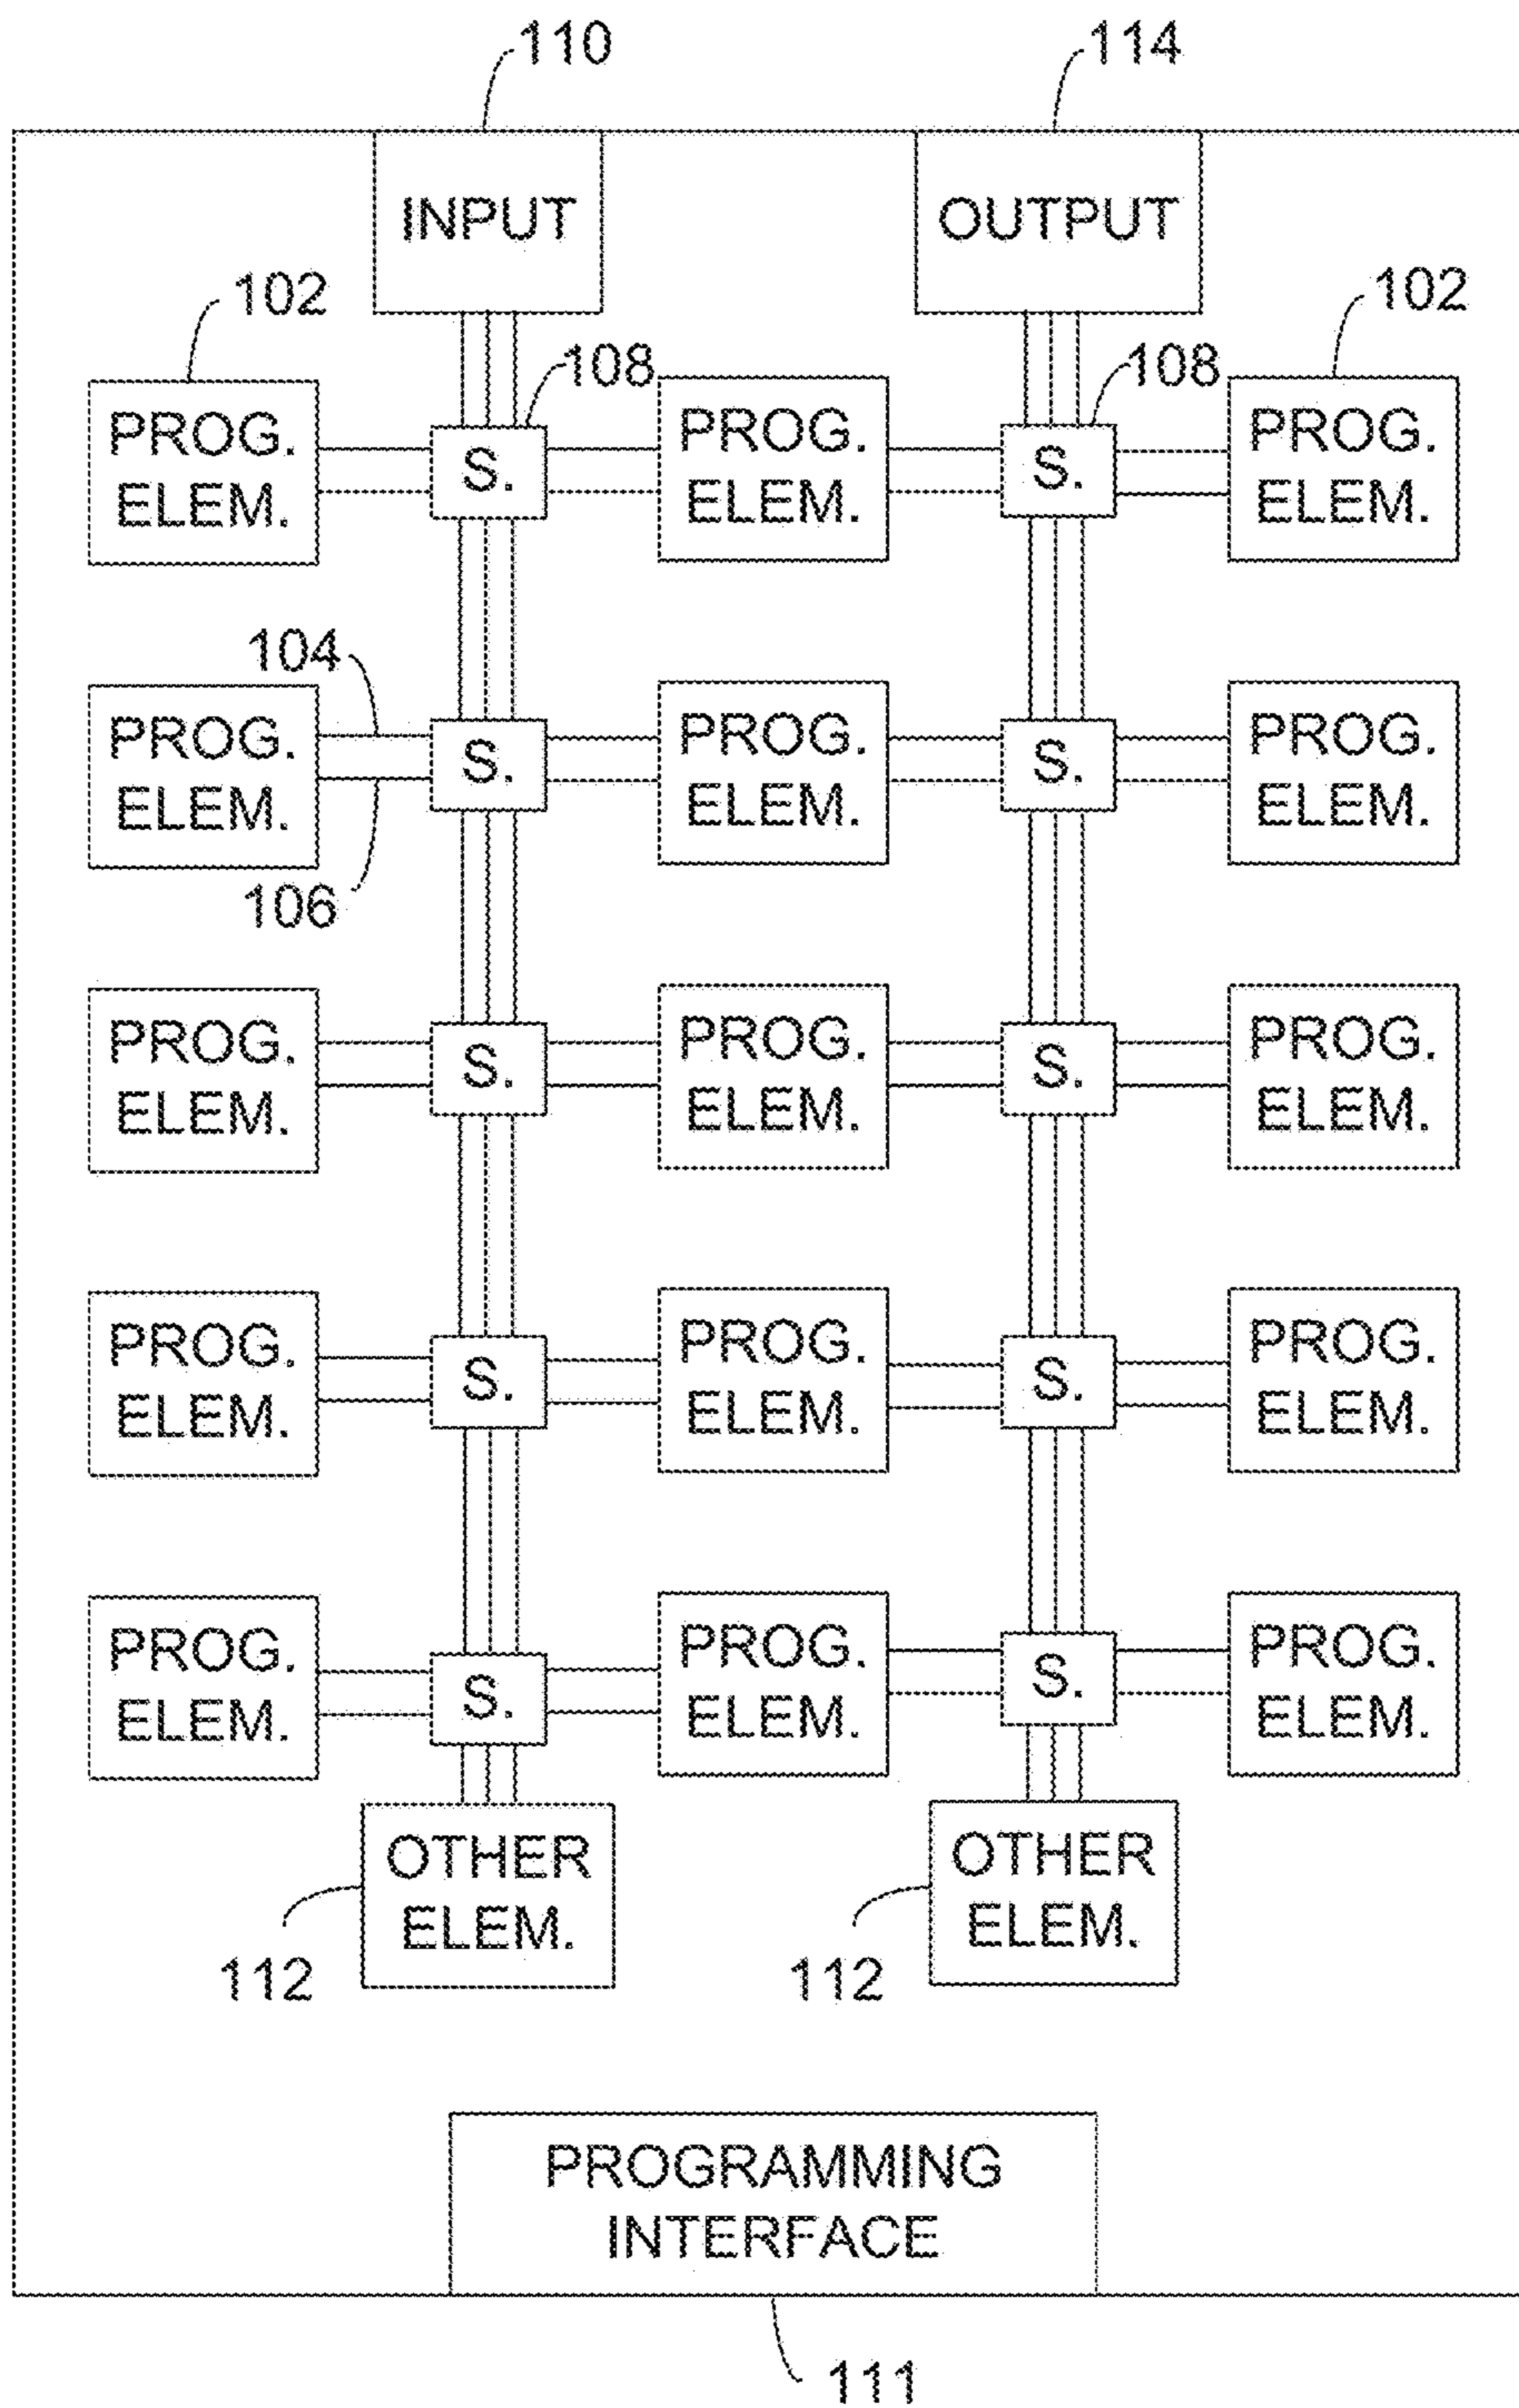 110
114
INPUT
OUTPUT
102
102
108
108
PROG.
ELEM.
S.
PROG.
ELEM.
S.
PROG.
ELEM.
104
PROG.
ELEM.
S.
PROG.
ELEM.
S.
PROG.
ELEM.
106
PROG.
ELEM.
S.
PROG.
ELEM.
S.
PROG.
ELEM.
PROG.
ELEM.
S.
PROG.
ELEM.
S.
PROG.
ELEM.
PROG.
ELEM.
S.
PROG.
ELEM.
S.
PROG.
ELEM.
OTHER
ELEM.
OTHER
ELEM.
112
112
PROGRAMMING
INTERFACE
111